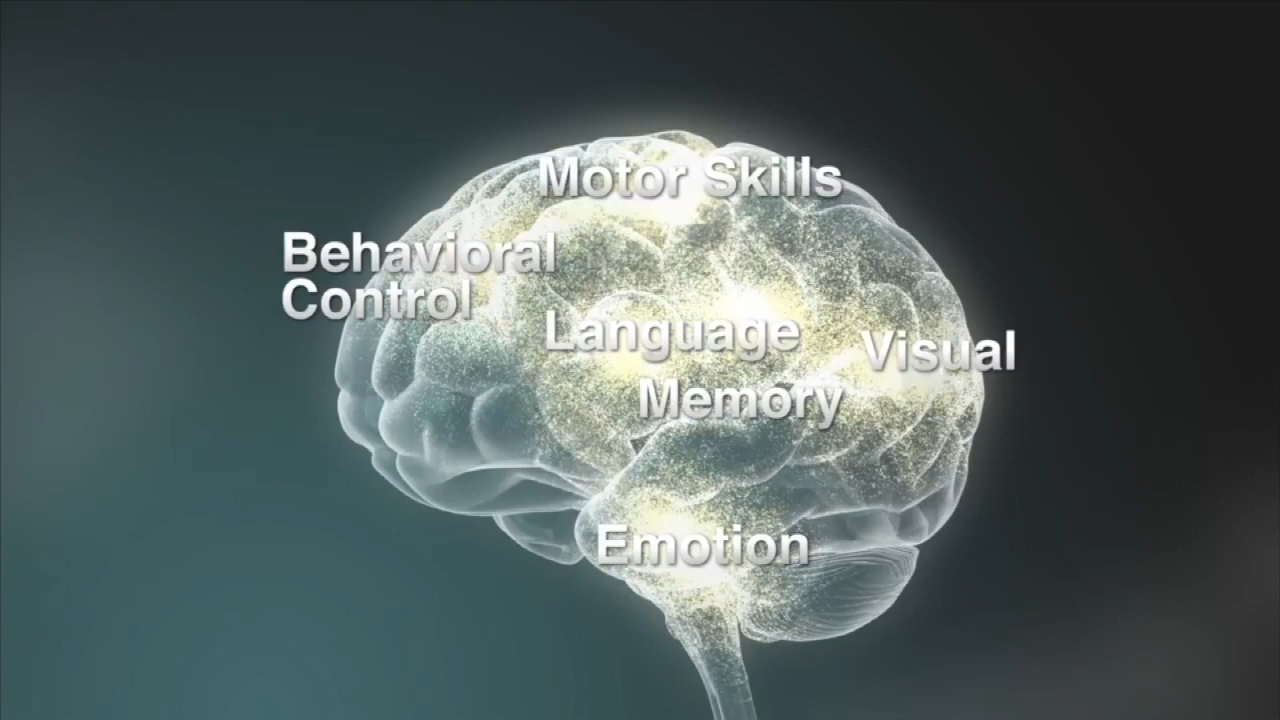 Motor Skills
Behavioral
Control
Language
Visual
Memory
Emotion